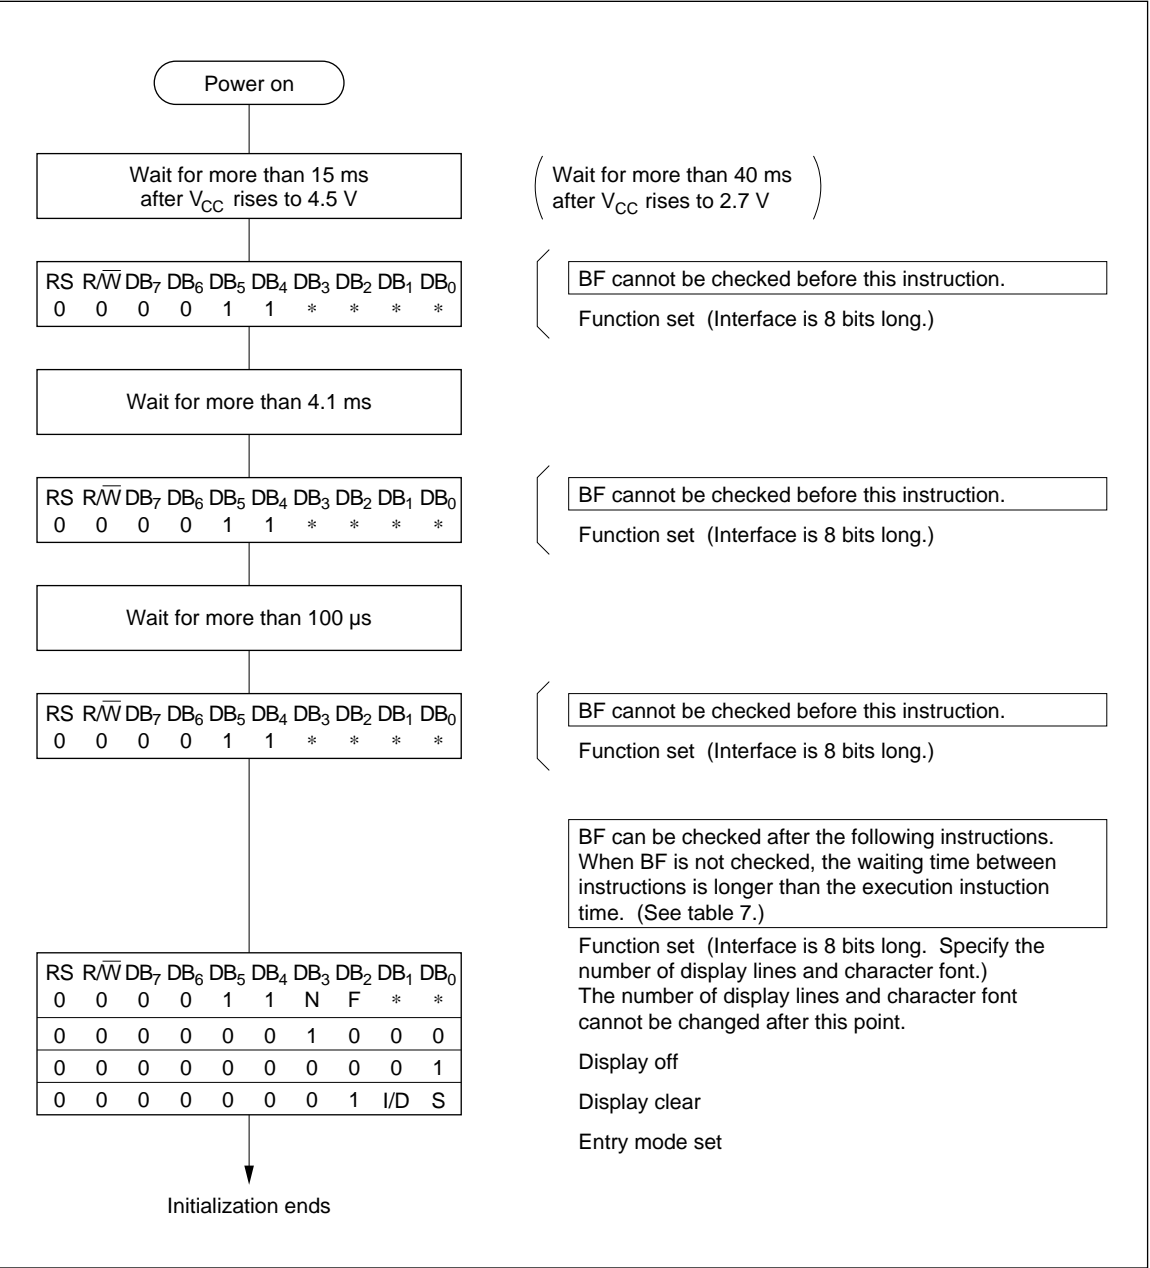 Power on
Wait for more than 15 ms
after VCC rises to 4.5 V
Wait for more than 40 ms
after VCC rises to 2.7 V
RS R/W̅ DB7 DB6 DB5 DB4 DB3 DB2 DB1 DB0
0 0 0 0 1 1 * * * *
BF cannot be checked before this instruction.
Function set (Interface is 8 bits long.)
Wait for more than 4.1 ms
RS R/W̅ DB7 DB6 DB5 DB4 DB3 DB2 DB1 DB0
0 0 0 0 1 1 * * * *
BF cannot be checked before this instruction.
Function set (Interface is 8 bits long.)
Wait for more than 100 µs
RS R/W̅ DB7 DB6 DB5 DB4 DB3 DB2 DB1 DB0
0 0 0 0 1 1 * * * *
BF cannot be checked before this instruction.
Function set (Interface is 8 bits long.)
BF can be checked after the following instructions.
When BF is not checked, the waiting time between
instructions is longer than the execution instuction
time. (See table 7.)
RS R/W̅ DB7 DB6 DB5 DB4 DB3 DB2 DB1 DB0
0 0 0 0 1 1 N F * *
0 0 0 0 0 0 1 0 0 0
0 0 0 0 0 0 0 0 0 1
0 0 0 0 0 0 0 1 I/D S
Function set (Interface is 8 bits long. Specify the
number of display lines and character font.)
The number of display lines and character font
cannot be changed after this point.
Display off
Display clear
Entry mode set
Initialization ends